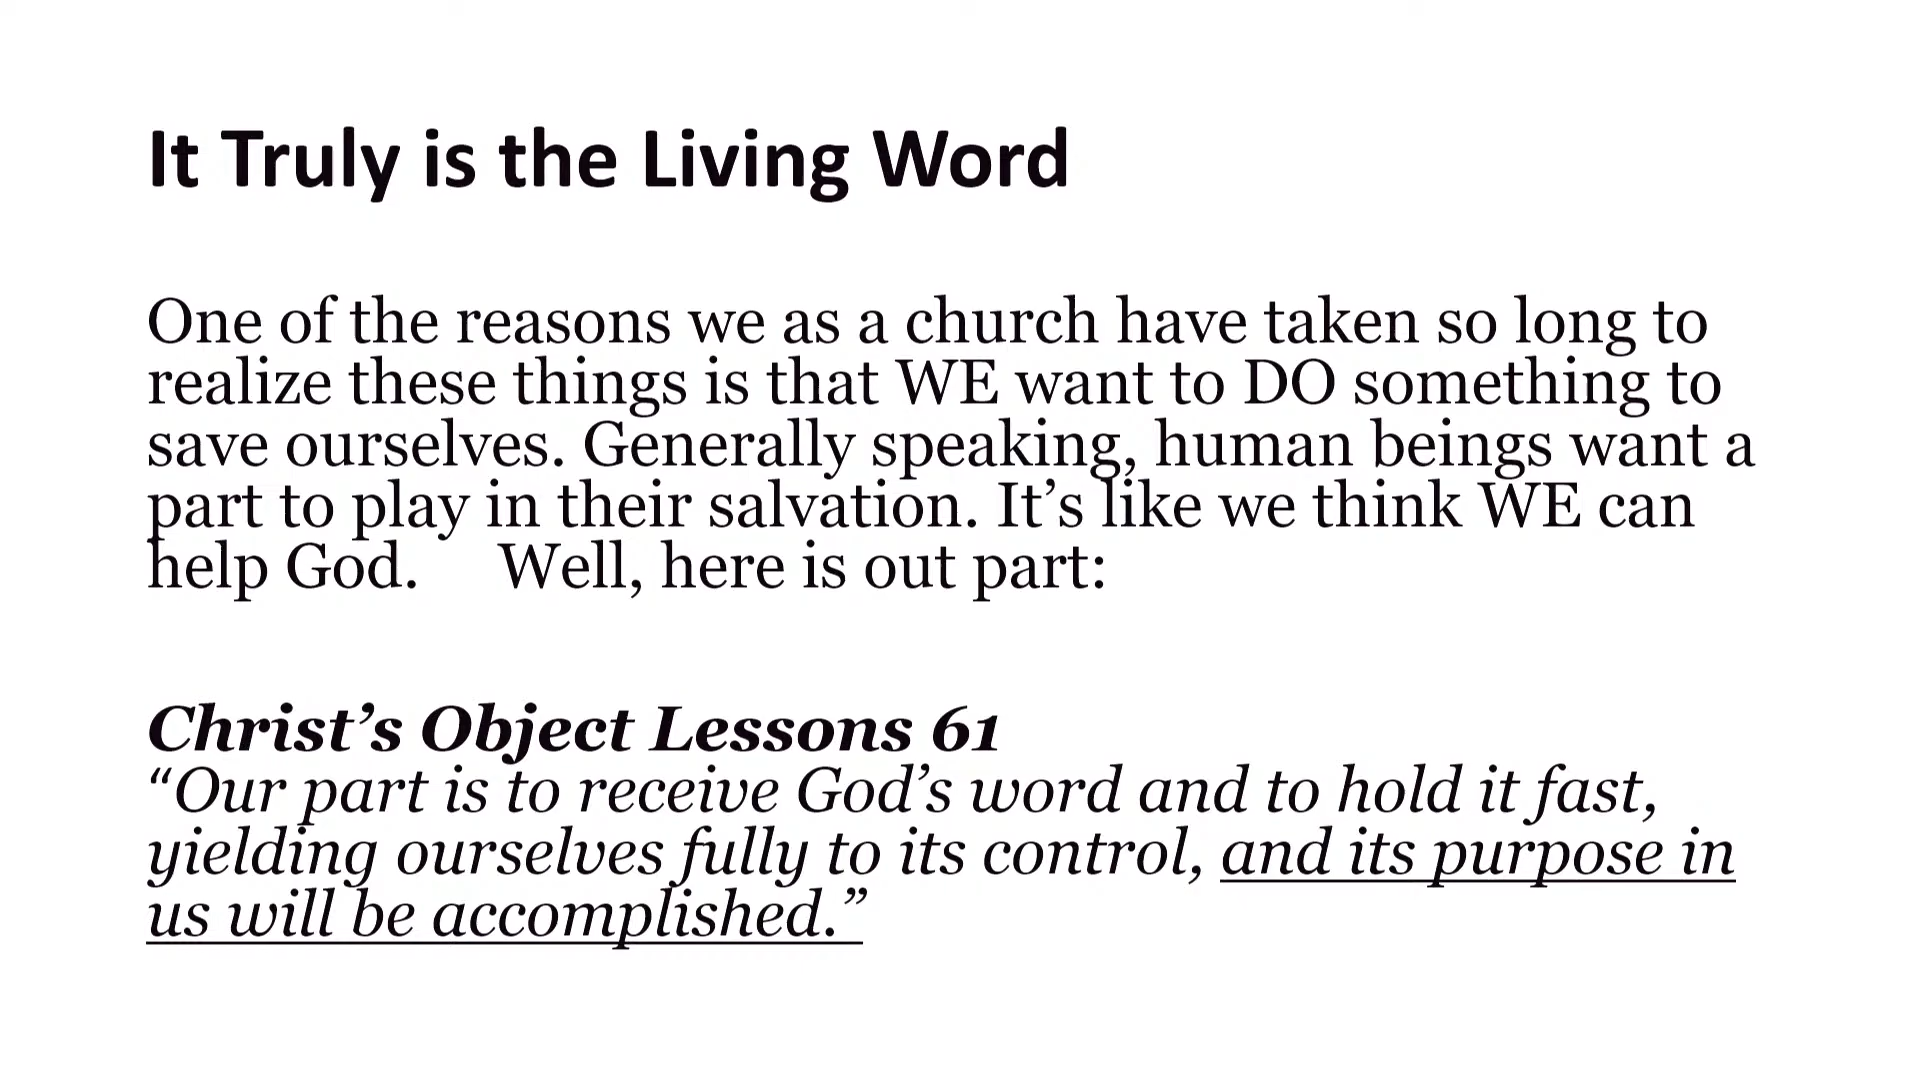 It Truly is the Living Word
One of the reasons we as a church have taken so long to
realize these things is that WE want to DO something to
save ourselves. Generally speaking, human beings want a
part to play in their salvation. It’s like we think WE can
help God.    Well, here is out part:
Christ’s Object Lessons 61
“Our part is to receive God’s word and to hold it fast,
yielding ourselves fully to its control, and its purpose in
us will be accomplished.”